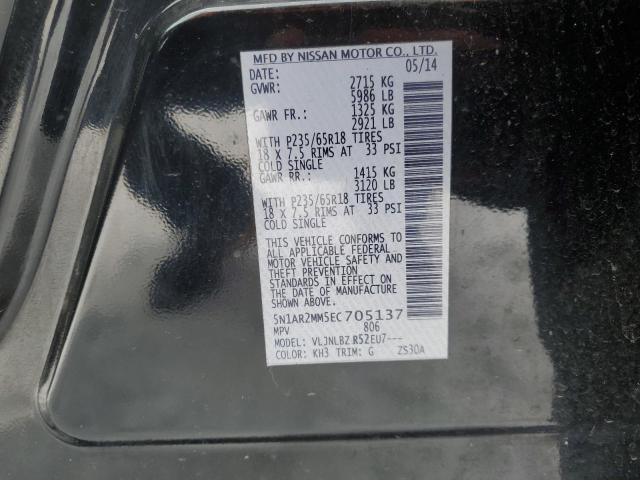 MFD BY NISSAN MOTOR CO., LTD.
DATE: 05/14
GVWR: 2715 KG
5986 LB
GAWR FR.: 1325 KG
2921 LB
WITH P235/65R18 TIRES
18 X 7.5 RIMS AT 33 PSI
COLD SINGLE
GAWR RR.: 1415 KG
3120 LB
WITH P235/65R18 TIRES
18 X 7.5 RIMS AT 33 PSI
COLD SINGLE
THIS VEHICLE CONFORMS TO
ALL APPLICABLE FEDERAL
MOTOR VEHICLE SAFETY AND
THEFT PREVENTION
STANDARDS IN EFFECT ON
THE DATE OF MANUFACTURE
SHOWN ABOVE.
5N1AR2MM5EC705137
MPV 806
MODEL: VLJNLBZ R52EU7---
COLOR: KH3 TRIM: G ZS30A